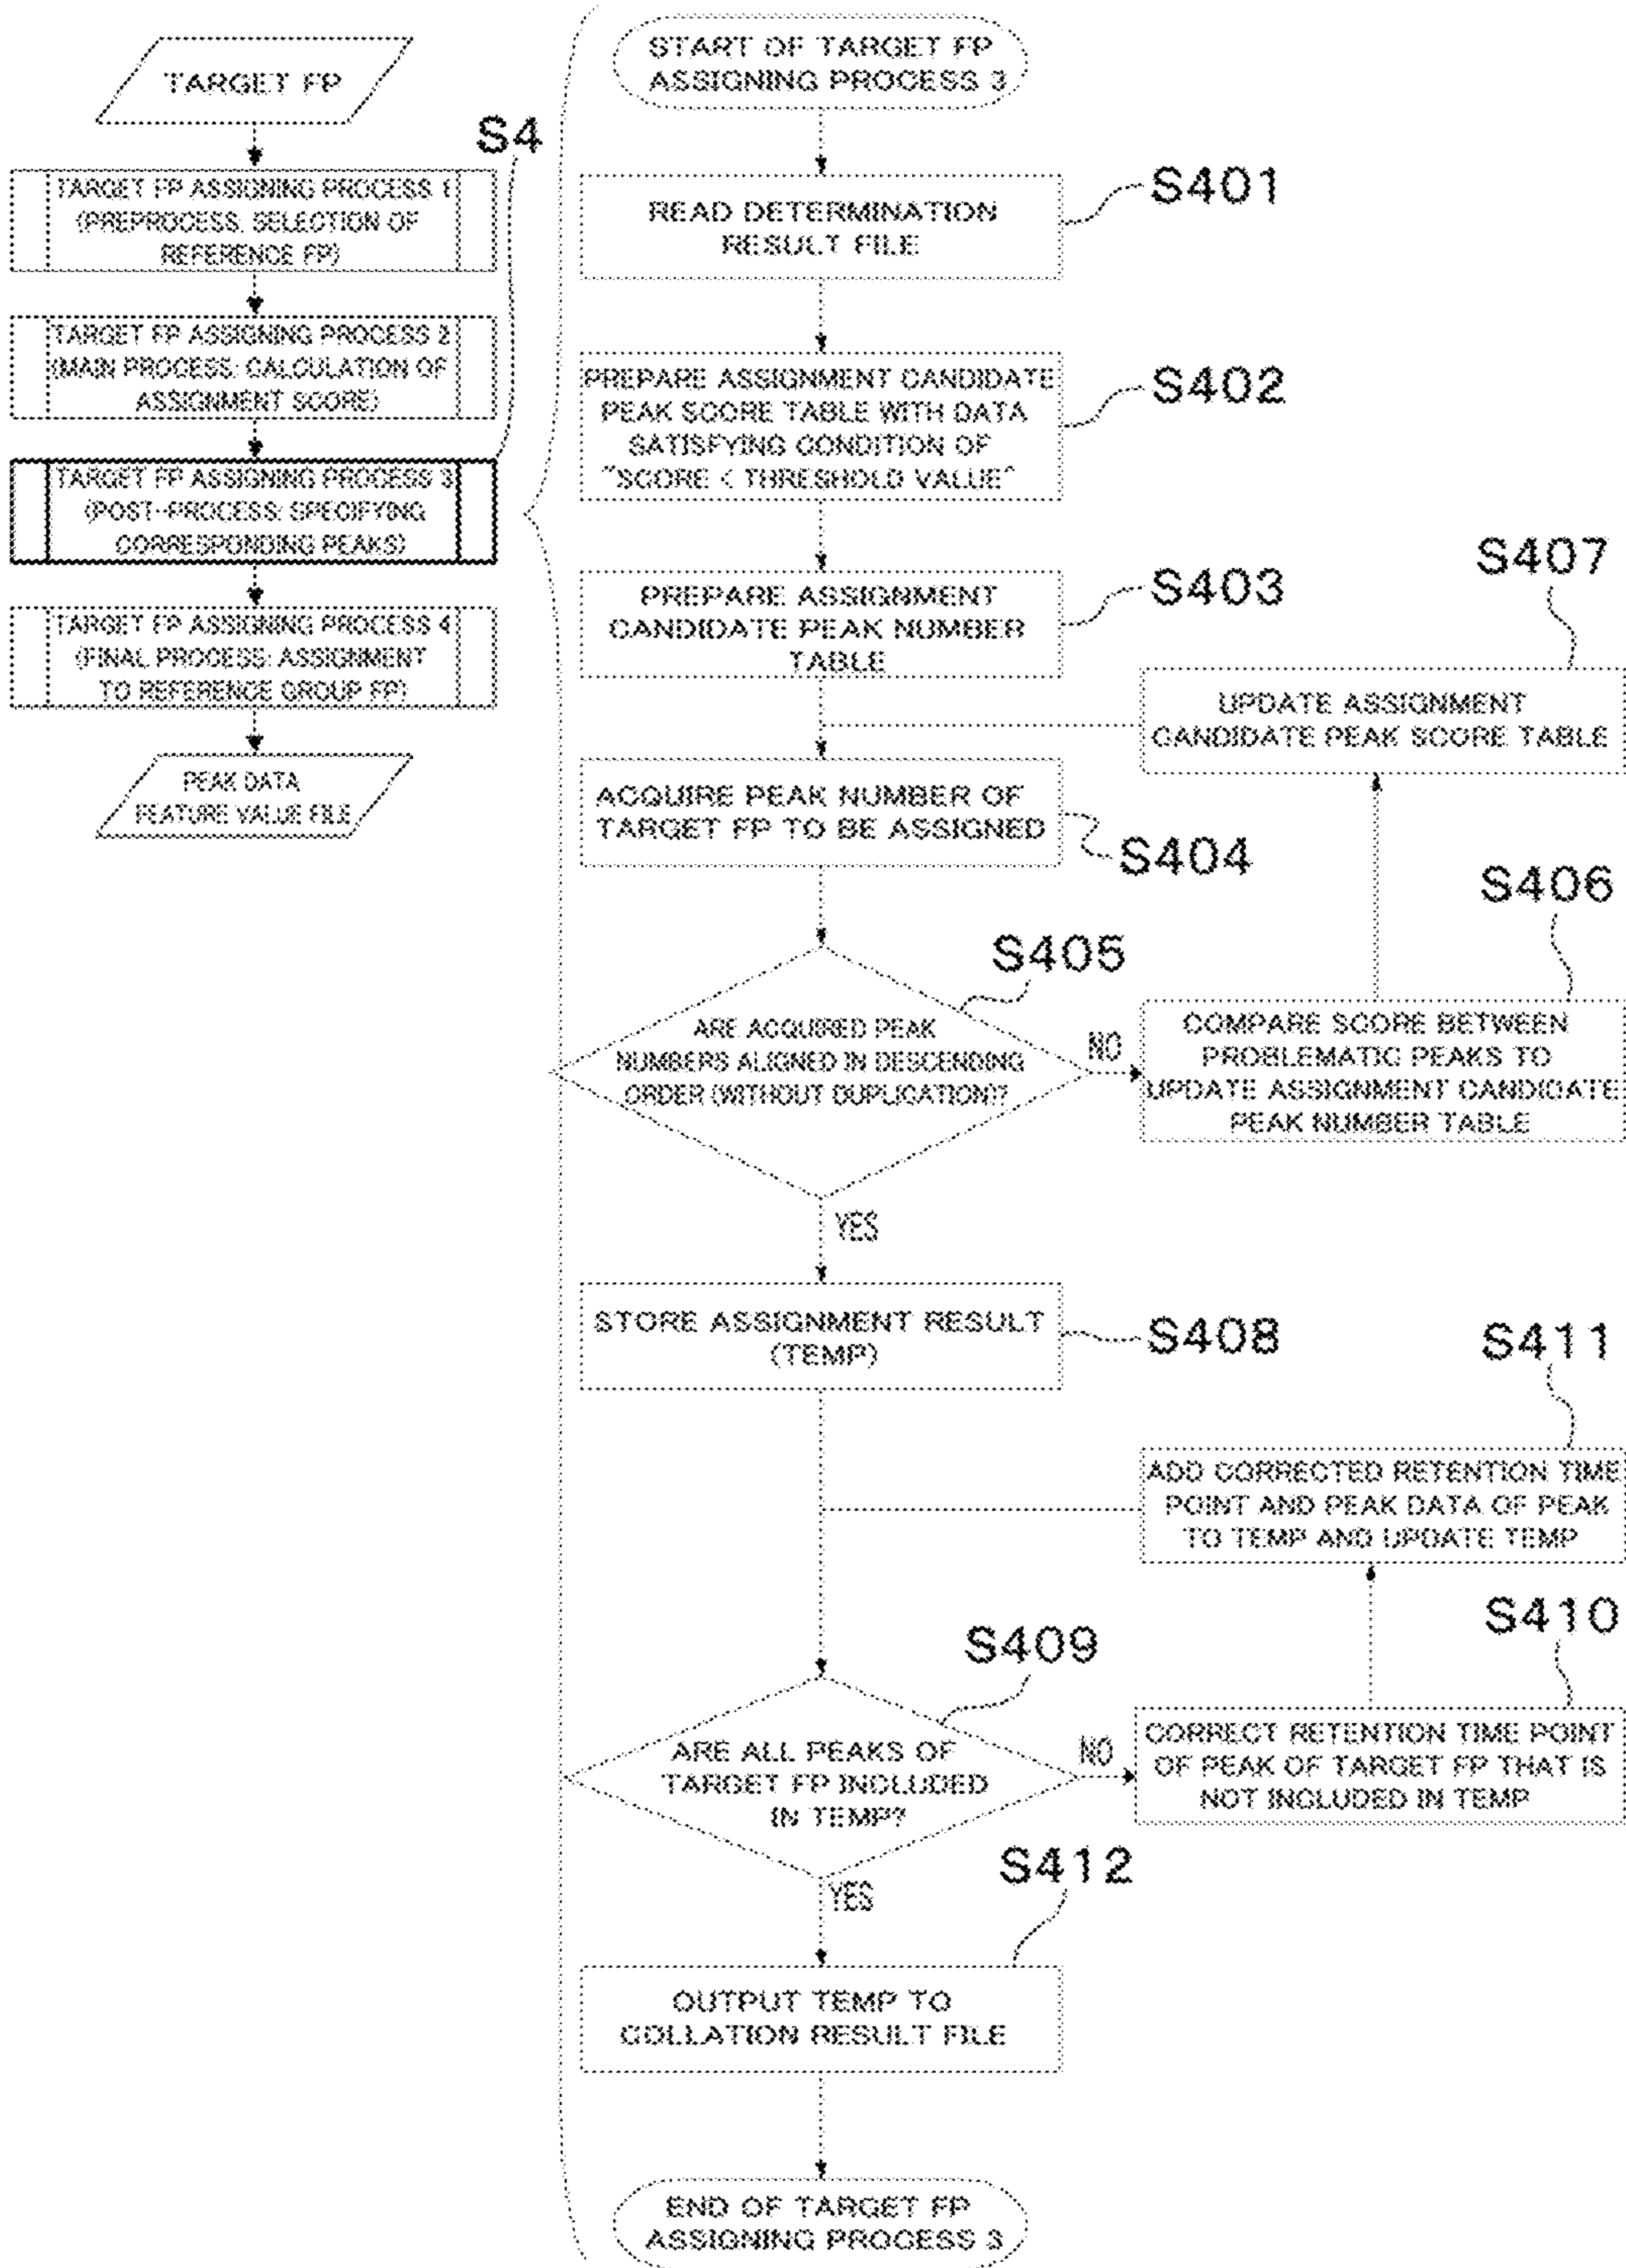 TARGET FP
TARGET FP ASSIGNING PROCESS 1
(PREPROCESS: SELECTION OF
REFERENCE FP)
TARGET FP ASSIGNING PROCESS 2
(MAIN PROCESS: CALCULATION OF
ASSIGNMENT SCORE)
S4
TARGET FP ASSIGNING PROCESS 3
(POST-PROCESS: SPECIFYING
CORRESPONDING PEAKS)
TARGET FP ASSIGNING PROCESS 4
(FINAL PROCESS: ASSIGNMENT
TO REFERENCE GROUP FP)
PEAK DATA
FEATURE VALUE FILE
START OF TARGET FP
ASSIGNING PROCESS 3
READ DETERMINATION
RESULT FILE
S401
PREPARE ASSIGNMENT CANDIDATE
PEAK SCORE TABLE WITH DATA
SATISFYING CONDITION OF
"SCORE < THRESHOLD VALUE"
S402
PREPARE ASSIGNMENT
CANDIDATE PEAK NUMBER
TABLE
S403
S407
UPDATE ASSIGNMENT
CANDIDATE PEAK SCORE TABLE
ACQUIRE PEAK NUMBER OF
TARGET FP TO BE ASSIGNED
S404
S405
ARE ACQUIRED PEAK
NUMBERS ALIGNED IN DESCENDING
ORDER (WITHOUT DUPLICATION)?
NO
S406
COMPARE SCORE BETWEEN
PROBLEMATIC PEAKS TO
UPDATE ASSIGNMENT CANDIDATE
PEAK NUMBER TABLE
YES
STORE ASSIGNMENT RESULT
(TEMP)
S408
S411
ADD CORRECTED RETENTION TIME
POINT AND PEAK DATA OF PEAK
TO TEMP AND UPDATE TEMP
S409
ARE ALL PEAKS OF
TARGET FP INCLUDED
IN TEMP?
NO
S410
CORRECT RETENTION TIME POINT
OF PEAK OF TARGET FP THAT IS
NOT INCLUDED IN TEMP
YES
S412
OUTPUT TEMP TO
COLLATION RESULT FILE
END OF TARGET FP
ASSIGNING PROCESS 3